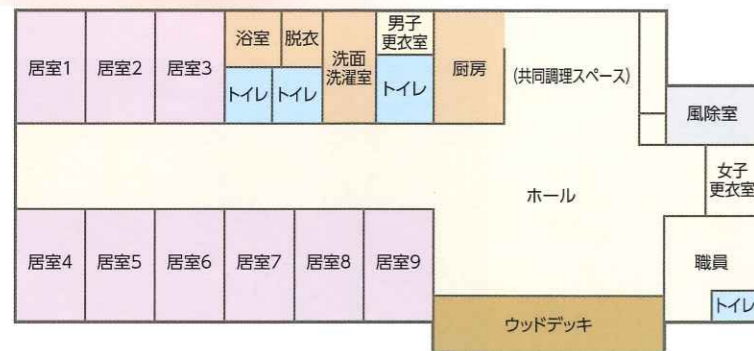 居室1
居室2
居室3
浴室
脱衣
トイレ
トイレ
洗面
洗濯室
男子
更衣室
トイレ
厨房
(共同調理スペース)
風除室
女子
更衣室
ホール
居室4
居室5
居室6
居室7
居室8
居室9
職員
トイレ
ウッドデッキ